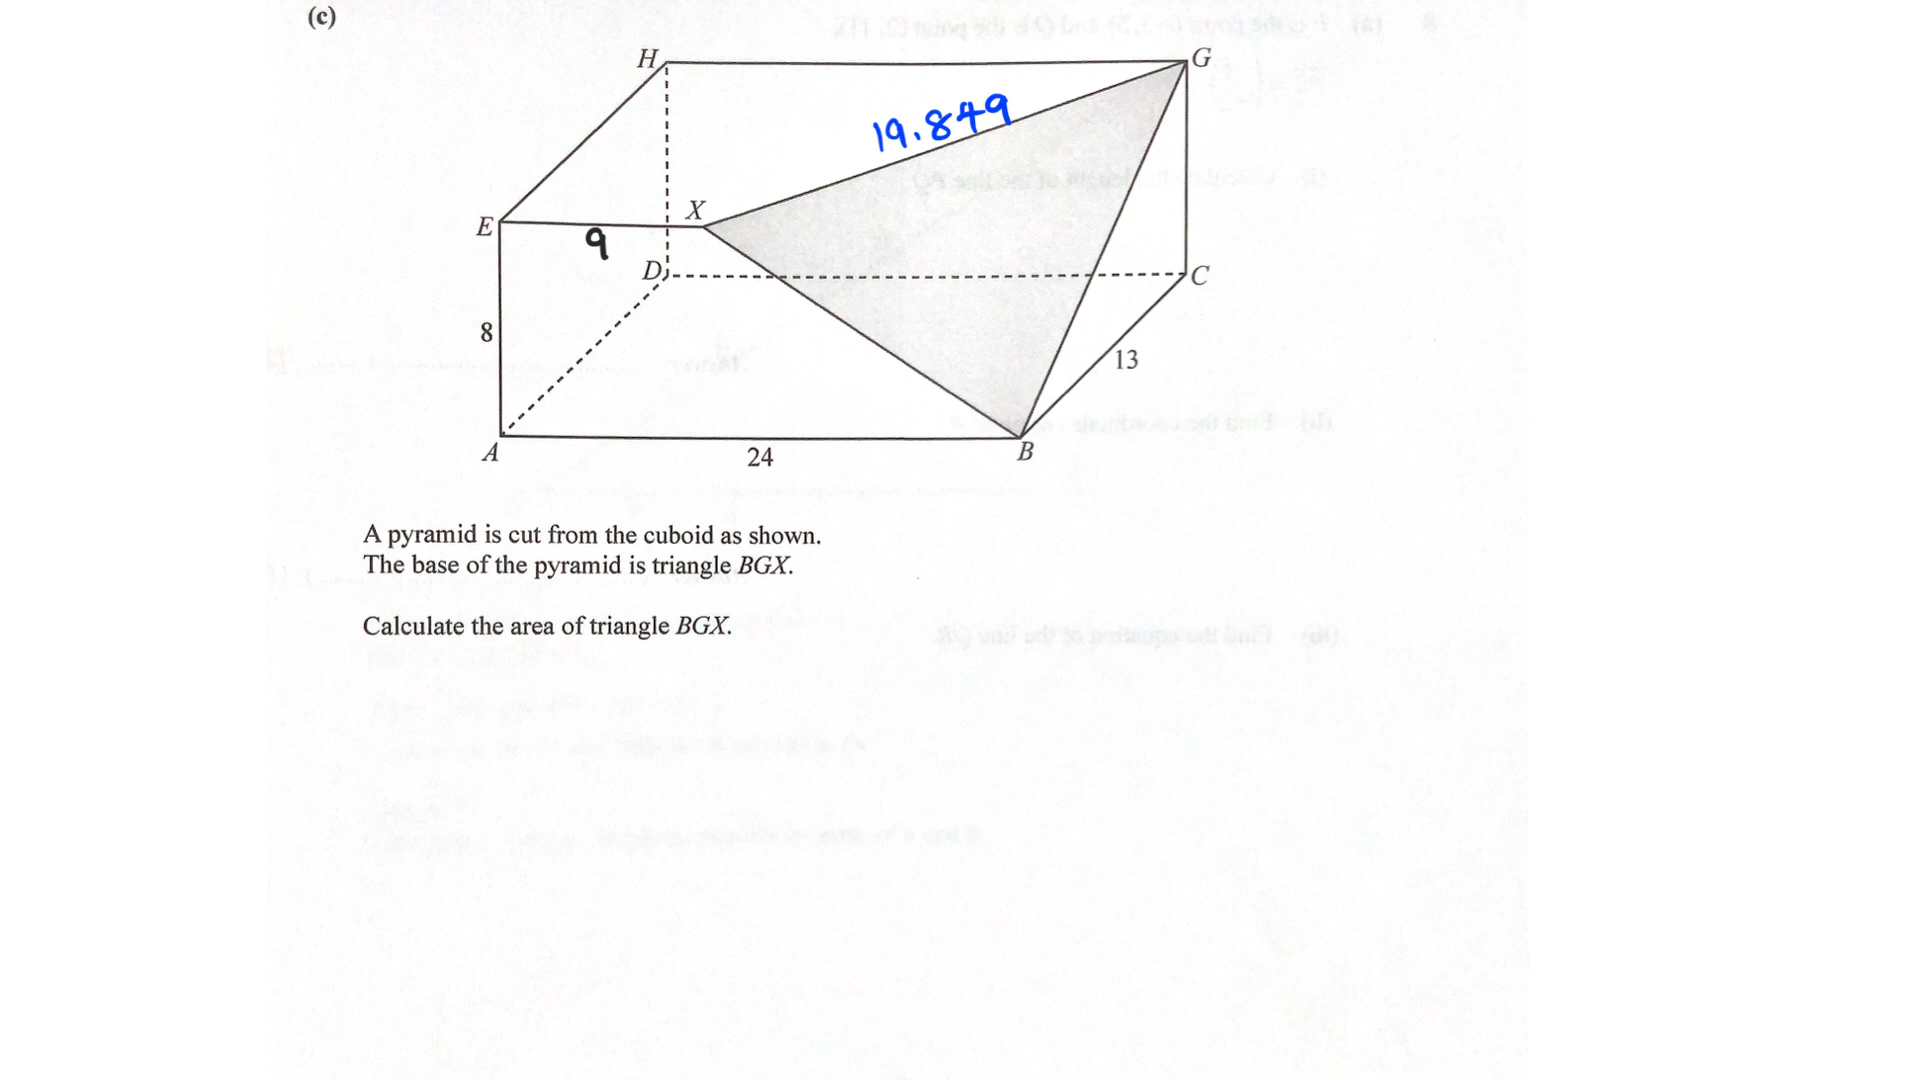 (c)
H
G
19.849
X
E
9
D
C
8
13
A
24
B
A pyramid is cut from the cuboid as shown.
The base of the pyramid is triangle BGX.
Calculate the area of triangle BGX.